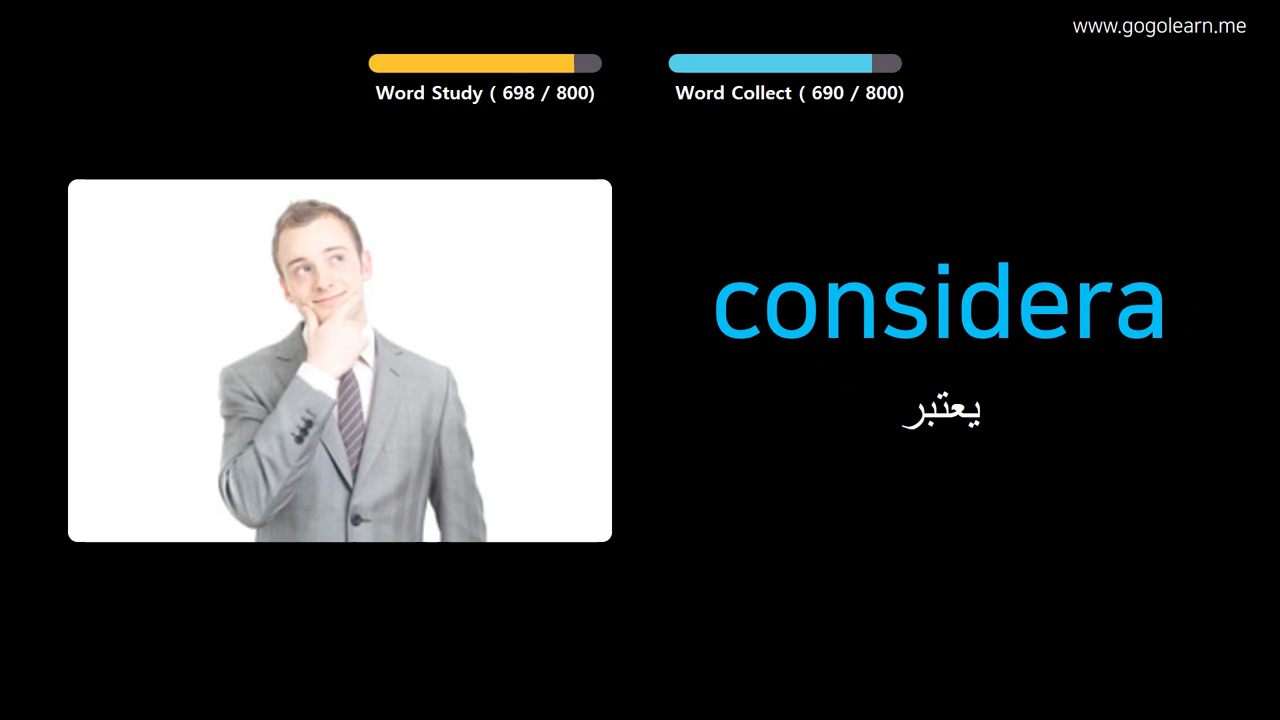 www.gogolearn.me
Word Study ( 698 / 800)
Word Collect ( 690 / 800)
considera
يعتبر